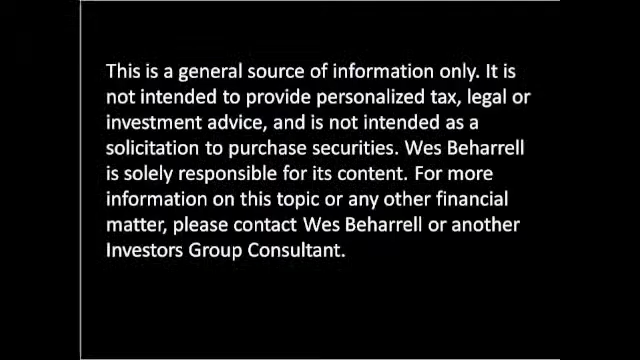 This is a general source of information only. It is
not intended to provide personalized tax, legal or
investment advice, and is not intended as a
solicitation to purchase securities. Wes Beharrell
is solely responsible for its content. For more
information on this topic or any other financial
matter, please contact Wes Beharrell or another
Investors Group Consultant.